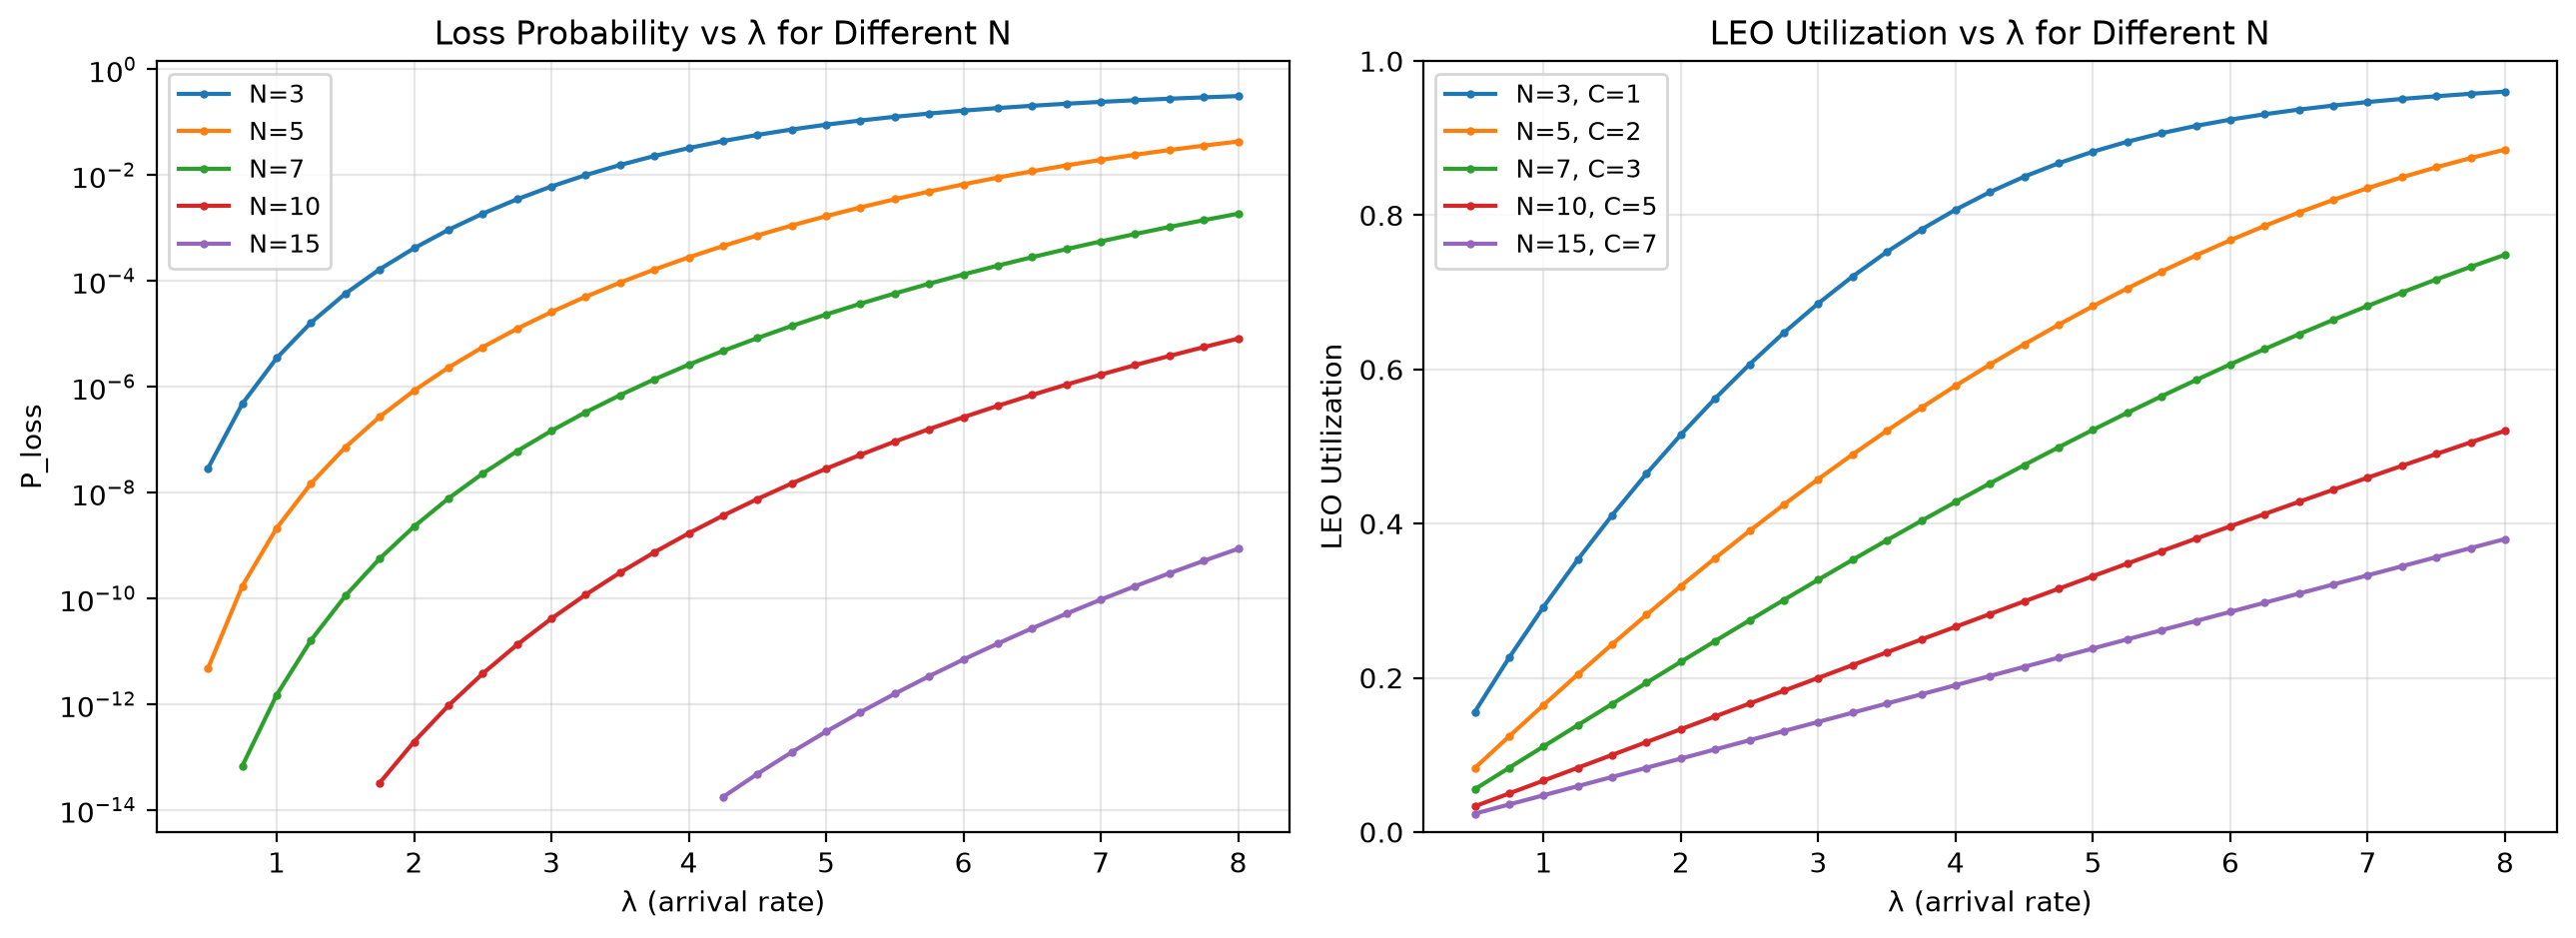 Loss Probability vs λ for Different N
10⁰
10⁻²
10⁻⁴
10⁻⁶
10⁻⁸
10⁻¹⁰
10⁻¹²
10⁻¹⁴
P_loss
N=3
N=5
N=7
N=10
N=15
1 2 3 4 5 6 7 8
λ (arrival rate)
LEO Utilization vs λ for Different N
1.0
0.8
0.6
0.4
0.2
0.0
LEO Utilization
N=3, C=1
N=5, C=2
N=7, C=3
N=10, C=5
N=15, C=7
1 2 3 4 5 6 7 8
λ (arrival rate)